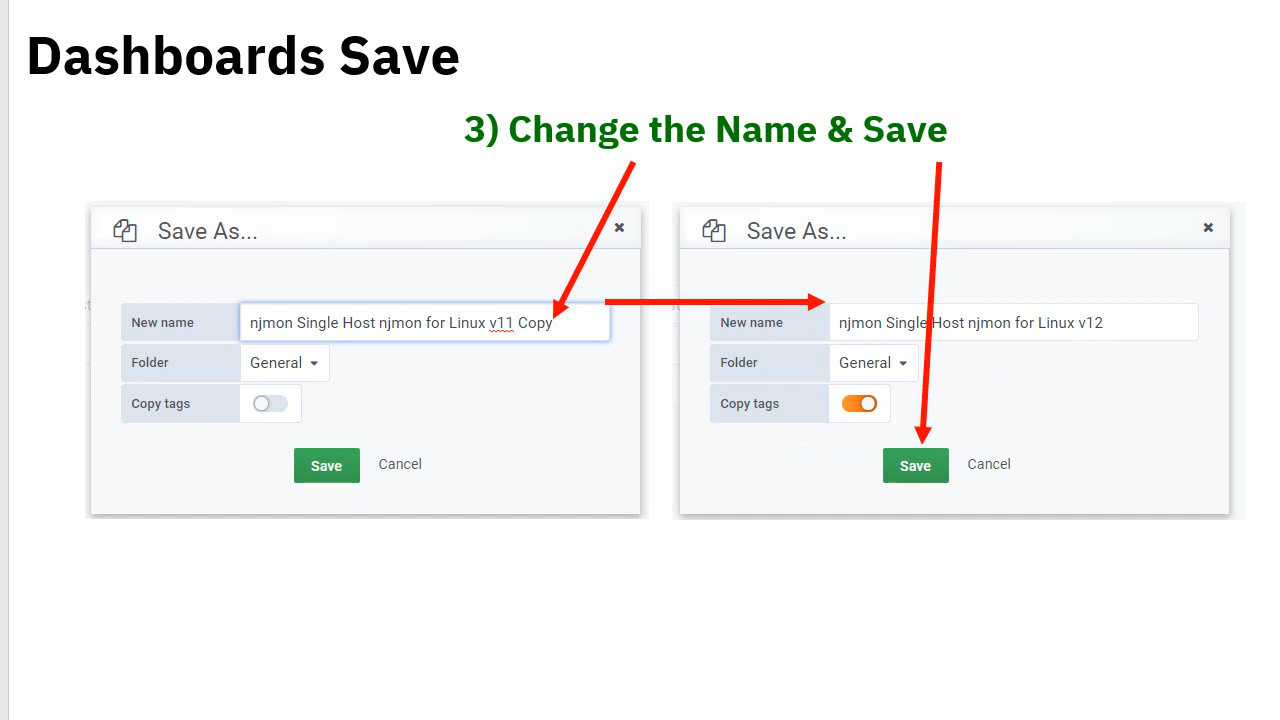 Dashboards Save
3) Change the Name & Save
Save As...
New name
njmon Single Host njmon for Linux v11 Copy
Folder
General
Copy tags
Save
Cancel
Save As...
New name
njmon Single Host njmon for Linux v12
Folder
General
Copy tags
Save
Cancel